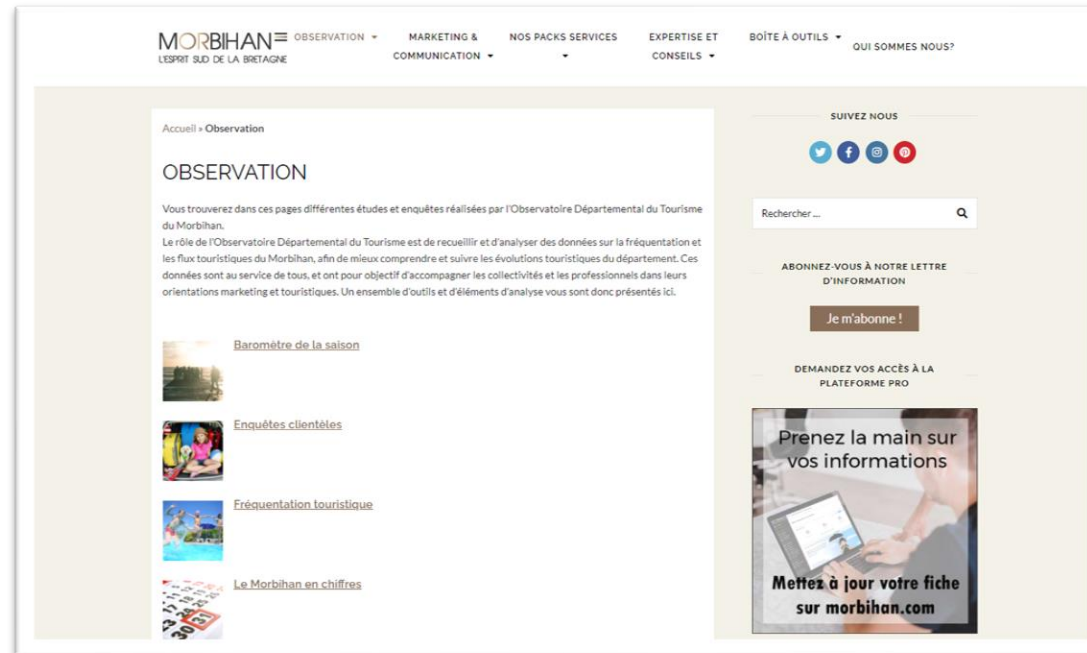 MORBIHAN
L'ESPRIT SUD DE LA BRETAGNE
OBSERVATION
MARKETING &
COMMUNICATION
NOS PACKS SERVICES
EXPERTISE ET
CONSEILS
BOÎTE À OUTILS
QUI SOMMES NOUS?
Accueil » Observation
OBSERVATION
Vous trouverez dans ces pages différentes études et enquêtes réalisées par l'Observatoire Départemental du Tourisme
du Morbihan.
Le rôle de l'Observatoire Départemental du Tourisme est de recueillir et d'analyser des données sur la fréquentation et
les flux touristiques du Morbihan, afin de mieux comprendre et suivre les évolutions touristiques du département. Ces
données sont au service de tous, et ont pour objectif d'accompagner les collectivités et les professionnels dans leurs
orientations marketing et touristiques. Un ensemble d'outils et d'éléments d'analyse vous sont donc présentés ici.
Baromètre de la saison
Enquêtes clientèles
Fréquentation touristique
Le Morbihan en chiffres
SUIVEZ NOUS
Rechercher ...
ABONNEZ-VOUS À NOTRE LETTRE
D'INFORMATION
Je m'abonne !
DEMANDEZ VOS ACCÈS À LA
PLATEFORME PRO
Prenez la main sur
vos informations
Mettez à jour votre fiche
sur morbihan.com